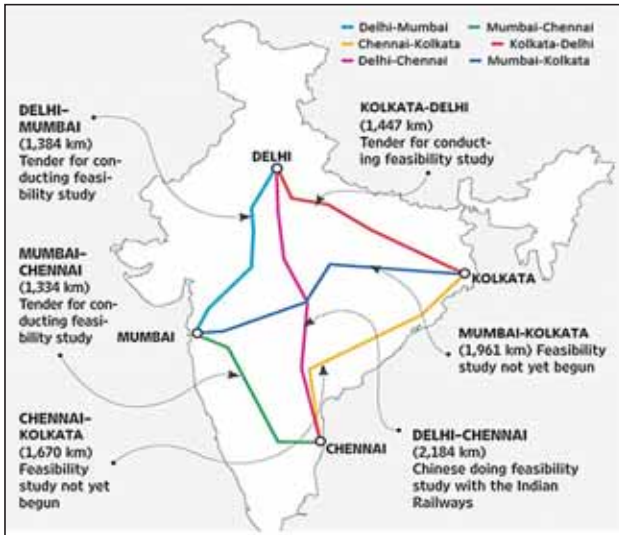 Delhi-Mumbai
Mumbai-Chennai
Chennai-Kolkata
Kolkata-Delhi
Delhi-Chennai
Mumbai-Kolkata
DELHI–
MUMBAI
(1,384 km)
Tender for con-
ducting feasi-
bility study
KOLKATA-DELHI
(1,447 km)
Tender for conduct-
ing feasibility study
DELHI
MUMBAI-
CHENNAI
(1,334 km)
Tender for con-
ducting feasi-
bility study
MUMBAI
KOLKATA
MUMBAI-KOLKATA
(1,961 km) Feasibility
study not yet begun
CHENNAI-
KOLKATA
(1,670 km)
Feasibility
study not yet
begun
CHENNAI
DELHI–CHENNAI
(2,184 km)
Chinese doing feasibility
study with the Indian
Railways